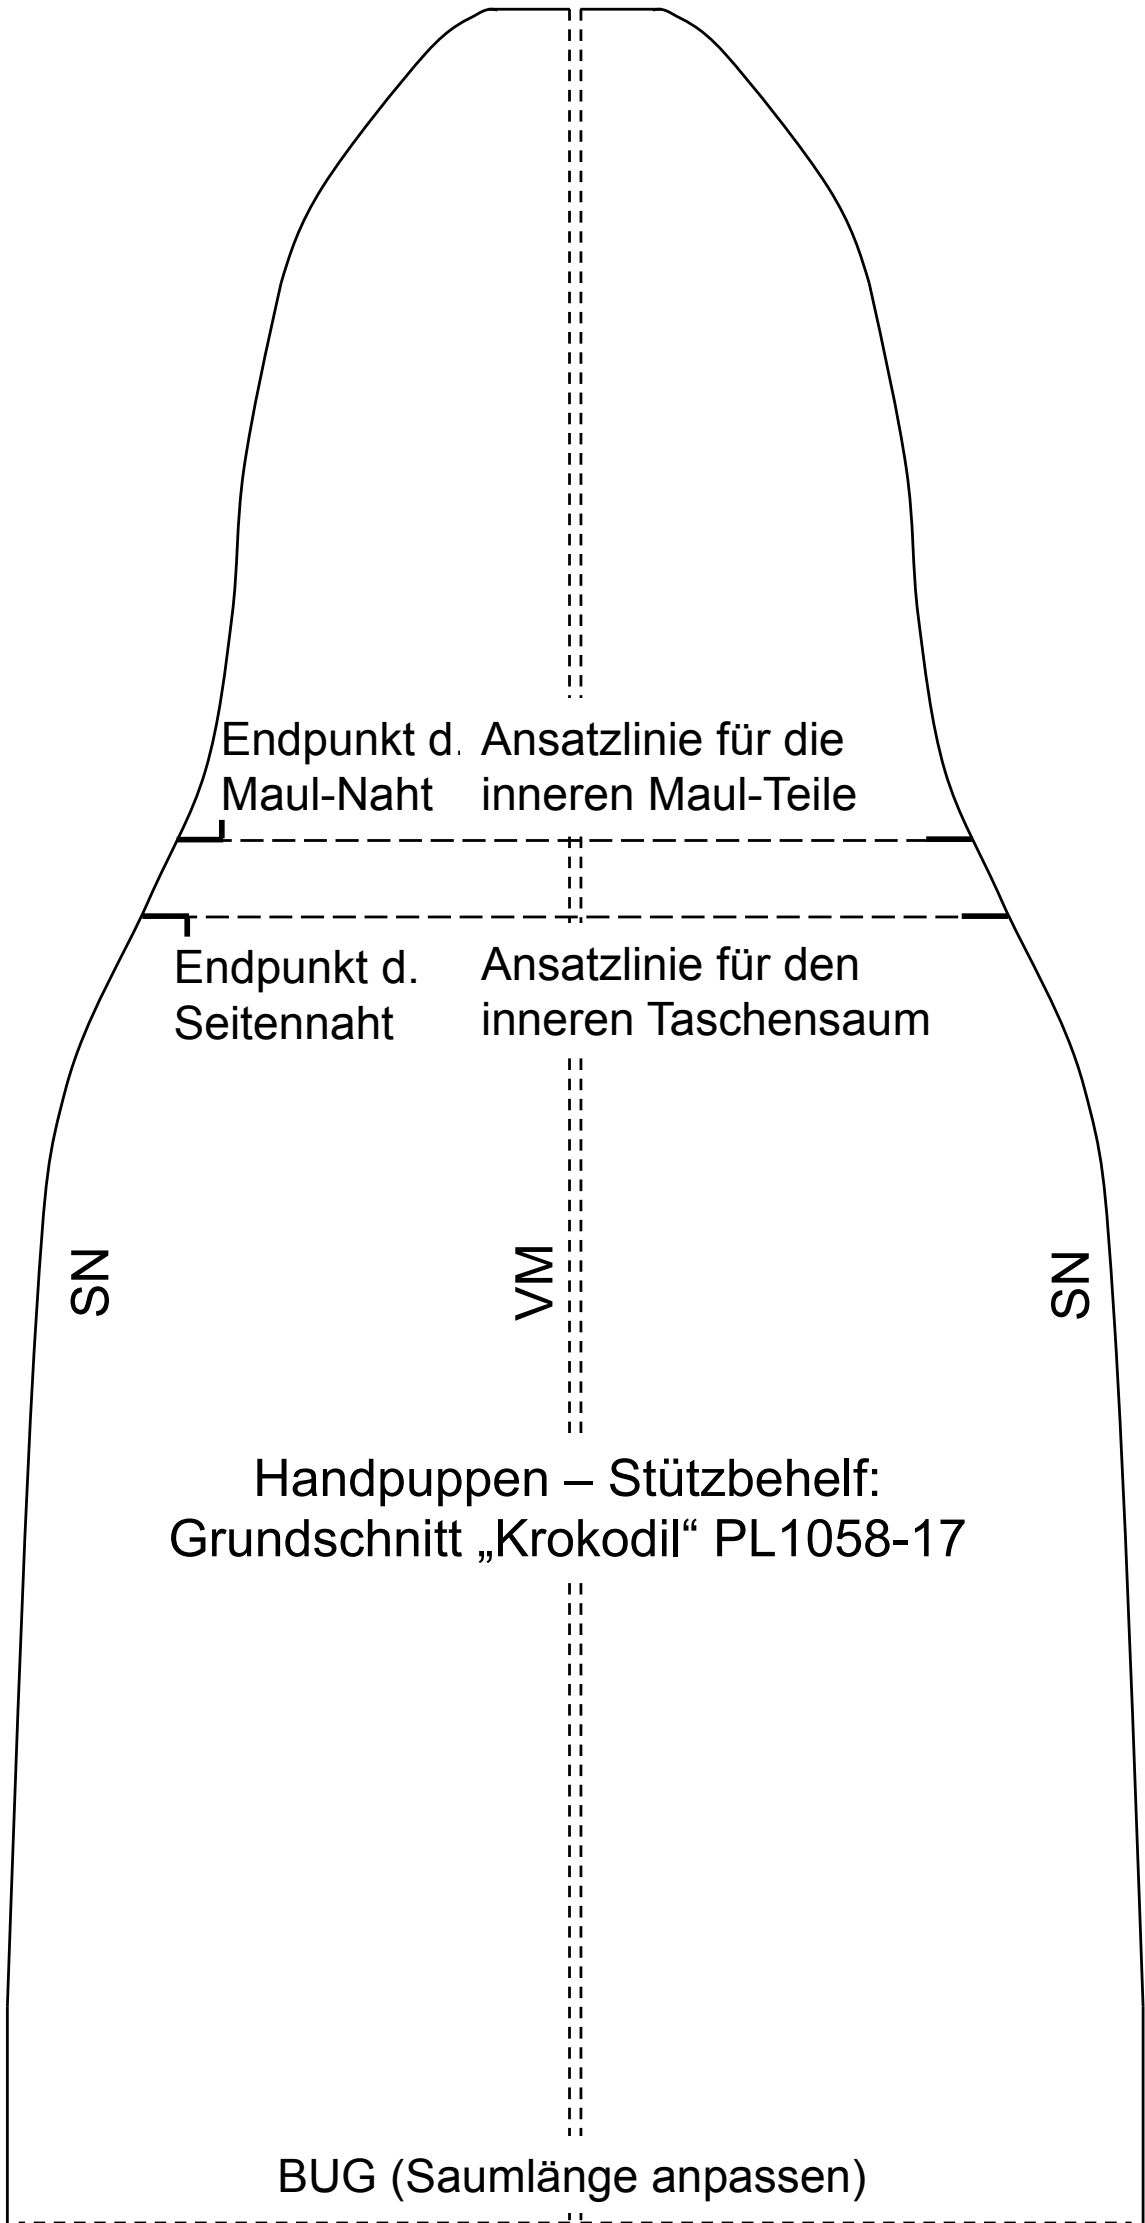 Endpunkt d.
Maul-Naht
Ansatzlinie für die
inneren Maul-Teile
Endpunkt d.
Seitennaht
Ansatzlinie für den
inneren Taschensaum
SN
VM
SN
Handpuppen – Stützbehelf:
Grundschnitt „Krokodil“ PL1058-17
BUG (Saumlänge anpassen)